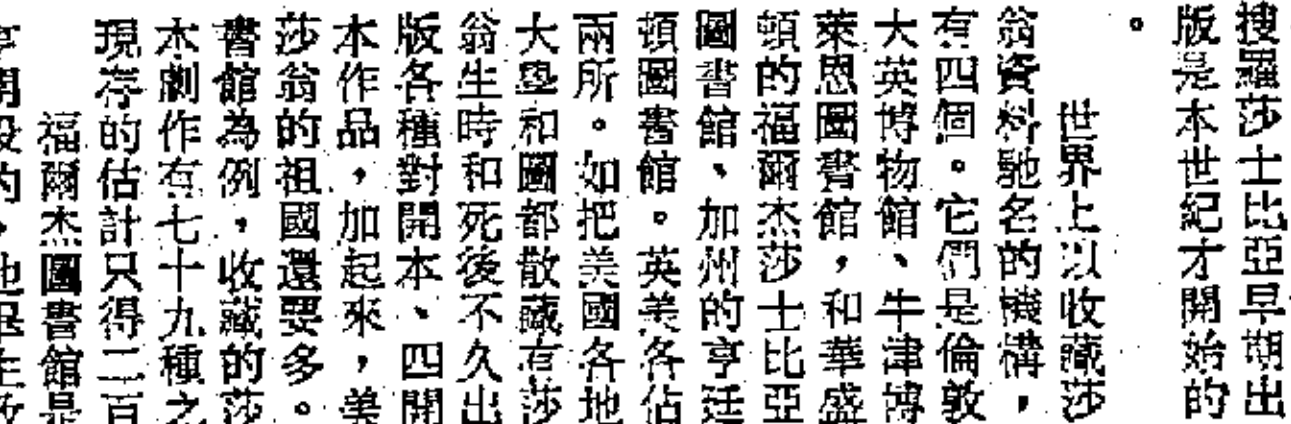 搜羅莎士比亞早期出
版是本世紀才開始的
。
世界上以收藏莎
翁資料馳名的機構，
有四個。它們是倫敦
大英博物館、牛津博
萊恩圖書館，和華盛
頓的福爾杰莎士比亞
圖書館、加州的亨廷
頓圖書館。英美各佔
兩所。如把美國各地
大學和圖都散藏有莎
翁生時和死後不久出
版各種對開本、四開
本作品，加起來，美
莎翁的祖國還要多。
書館為例，收藏的莎
木劇作有七十九種之
現存的估計只得二百
福爾杰圖書館是